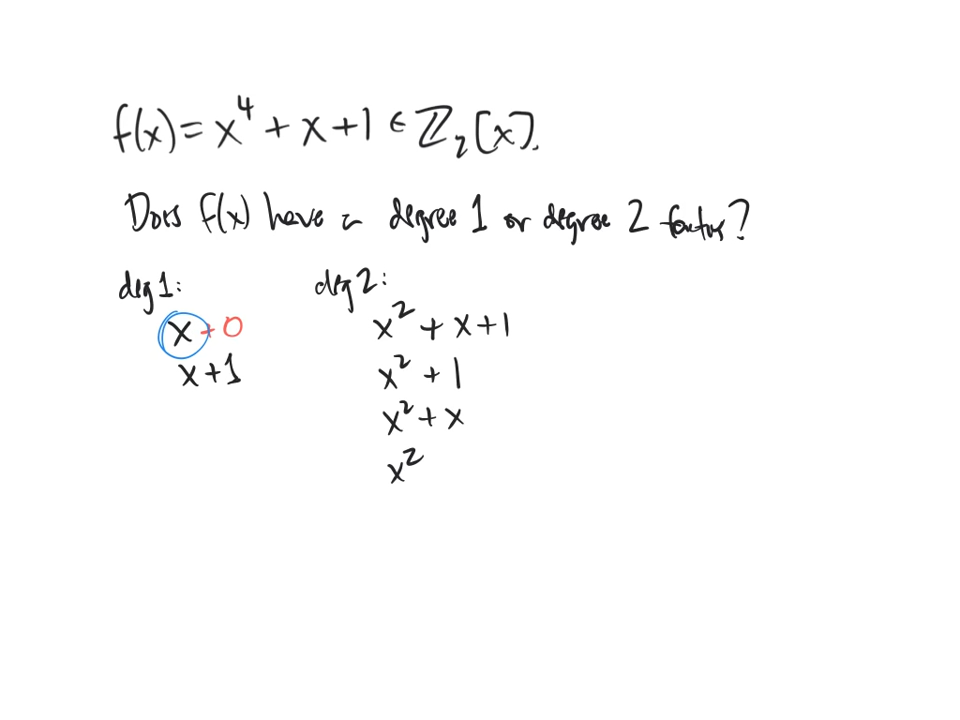 f(x) = x⁴ + x + 1 ∈ ℤ₂[x].
Does f(x) have a degree 1 or degree 2 factor?
deg 1: deg 2:
x + 0 x² + x + 1
x + 1 x² + 1
x² + x
x²